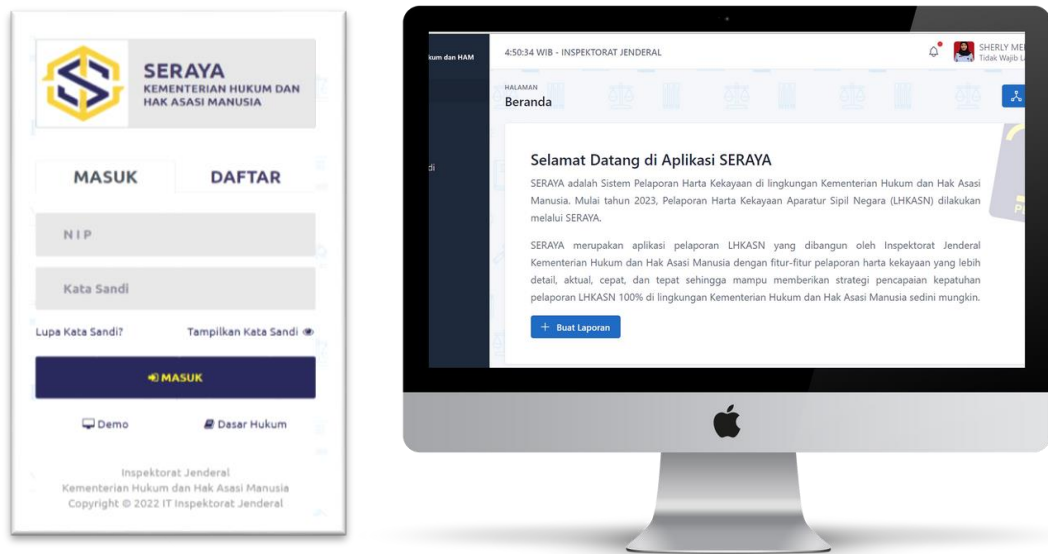 SERAYA
KEMENTERIAN HUKUM DAN
HAK ASASI MANUSIA
MASUK DAFTAR
NIP
Kata Sandi
Lupa Kata Sandi? Tampilkan Kata Sandi
MASUK
Demo Dasar Hukum
Inspektorat Jenderal
Kementerian Hukum dan Hak Asasi Manusia
Copyright © 2022 IT Inspektorat Jenderal
kum dan HAM
4:50:34 WIB - INSPEKTORAT JENDERAL
SHERLY
Tidak Wajib
HALAMAN
Beranda
di
Selamat Datang di Aplikasi SERAYA
SERAYA adalah Sistem Pelaporan Harta Kekayaan di lingkungan Kementerian Hukum dan Hak Asasi
Manusia. Mulai tahun 2023, Pelaporan Harta Kekayaan Aparatur Sipil Negara (LHKASN) dilakukan
melalui SERAYA.
SERAYA merupakan aplikasi pelaporan LHKASN yang dibangun oleh Inspektorat Jenderal
Kementerian Hukum dan Hak Asasi Manusia dengan fitur-fitur pelaporan harta kekayaan yang lebih
detail, aktual, cepat, dan tepat sehingga mampu memberikan strategi pencapaian kepatuhan
pelaporan LHKASN 100% di lingkungan Kementerian Hukum dan Hak Asasi Manusia sedini mungkin.
+ Buat Laporan